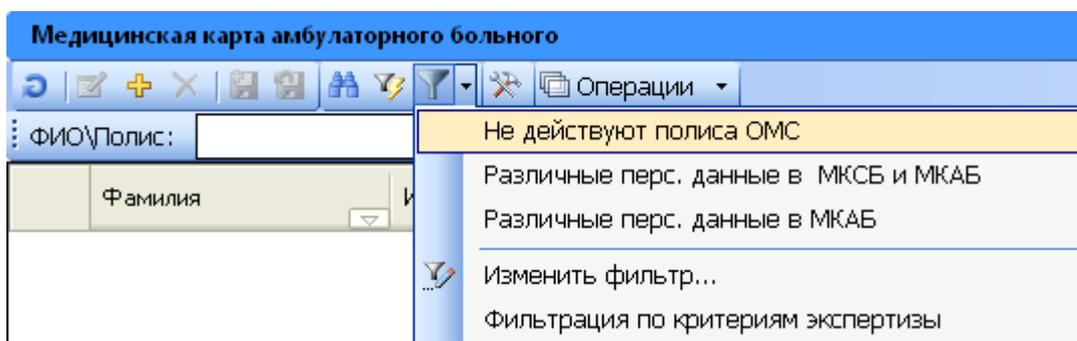 Медицинская карта амбулаторного больного
Операции
ФИО\Полис:
Не действуют полиса ОМС
Различные перс. данные в МКСБ и МКАБ
Фамилия
Различные перс. данные в МКАБ
Изменить фильтр...
Фильтрация по критериям экспертизы